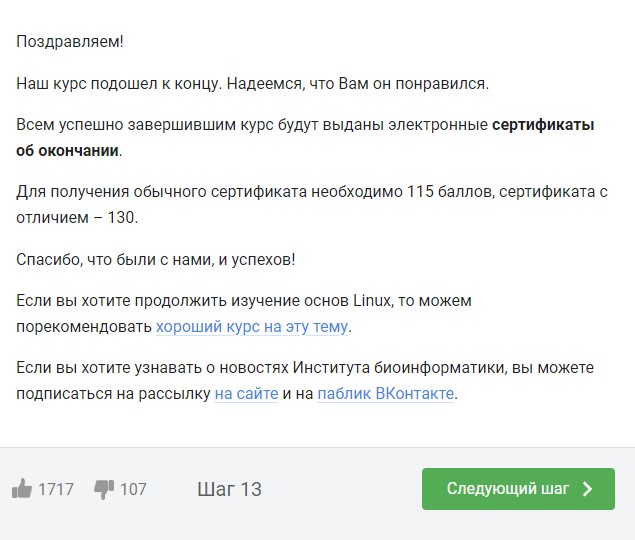 Поздравляем!
Наш курс подошел к концу. Надеемся, что Вам он понравился.
Всем успешно завершившим курс будут выданы электронные сертификаты
об окончании.
Для получения обычного сертификата необходимо 115 баллов, сертификата с
отличием – 130.
Спасибо, что были с нами, и успехов!
Если вы хотите продолжить изучение основ Linux, то можем
порекомендовать хороший курс на эту тему.
Если вы хотите узнавать о новостях Института биоинформатики, вы можете
подписаться на рассылку на сайте и на паблик ВКонтакте.
1717 107 Шаг 13 Следующий шаг